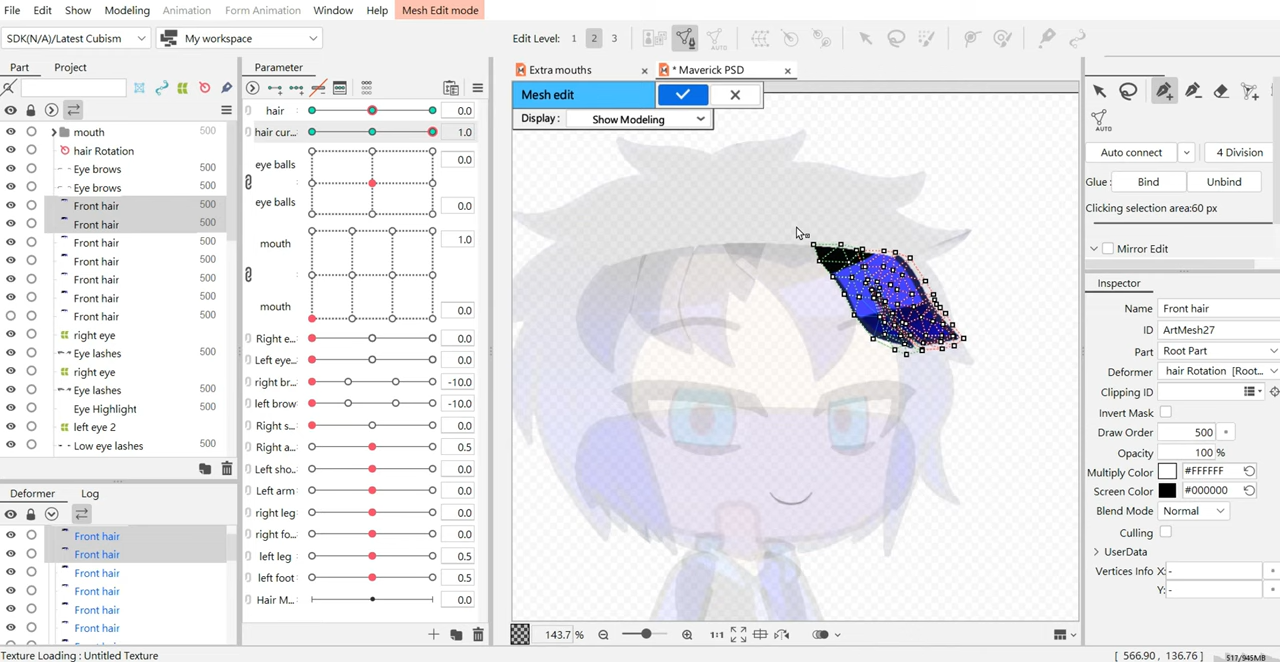 File Edit Show Modeling Animation Form Animation Window Help Mesh Edit mode
SDK(N/A)/Latest Cubism My workspace Edit Level: 1 2 3
Part Project
Parameter
Extra mouths * Maverick PSD
Mesh edit
Display: Show Modeling
mouth 500
hair Rotation
Eye brows 500
Eye brows 500
Front hair 500
Front hair 500
Front hair 500
Front hair 500
Front hair 500
Front hair 500
Front hair 500
right eye
Eye lashes 500
right eye
Eye lashes 500
Eye Highlight 500
left eye 2
Low eye lashes 500
Deformer Log
Front hair
Front hair
Front hair
Front hair
Front hair
Front hair
hair 0.0
hair cur... 1.0
eye balls 0.0
eye balls 0.0
mouth 1.0
mouth 0.0
Right e... 0.0
Left eye... 0.0
right br... -10.0
left brow -10.0
Right s... 0.0
Right a... 0.5
Left sho... 0.0
Left arm 0.0
right leg 0.0
right fo... 0.0
left leg 0.5
left foot 0.5
Hair M... 0.0
143.7 % 1:1
AUTO
AUTO
Auto connect 4 Division
Glue : Bind Unbind
Clicking selection area:60 px
Mirror Edit
Inspector
Name Front hair
ID ArtMesh27
Part Root Part
Deformer hair Rotation [Root...
Clipping ID
Invert Mask
Draw Order 500
Opacity 100 %
Multiply Color #FFFFFF
Screen Color #000000
Blend Mode Normal
Culling
UserData
Vertices Info X: -
Y: -
Texture Loading : Untitled Texture
[ 566.90 , 136.76 ] 517/945MB